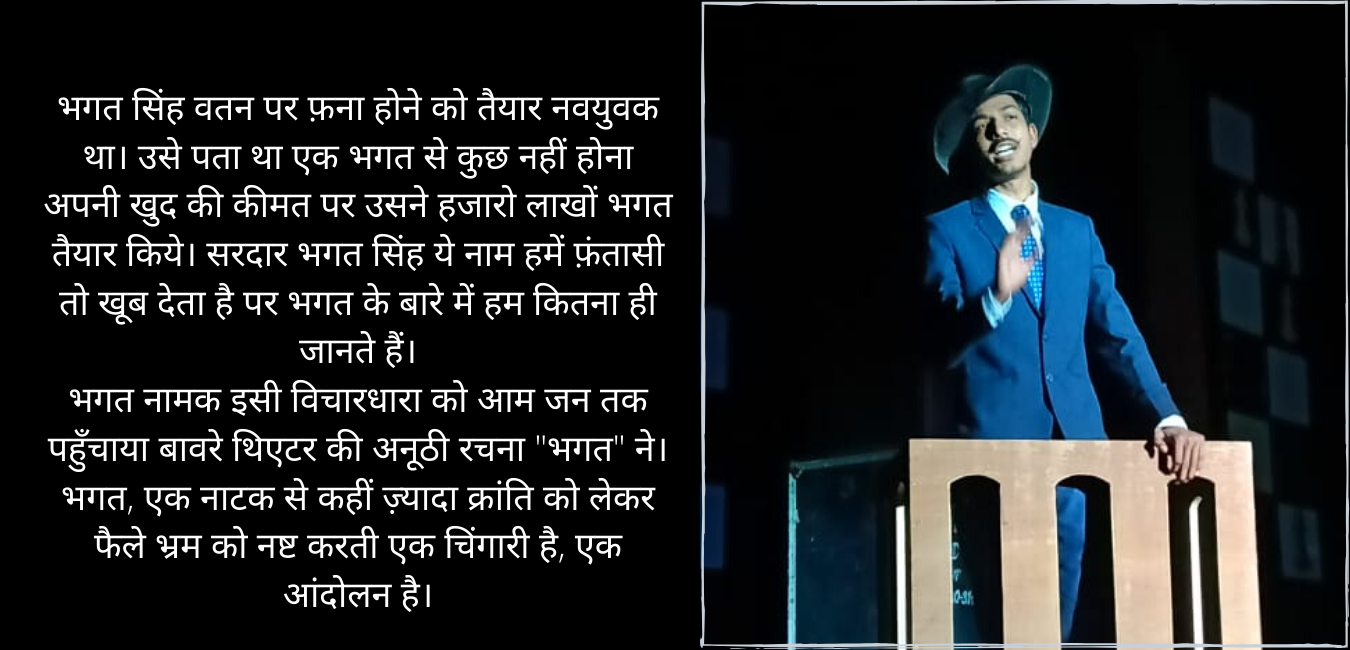 भगत सिंह वतन पर फ़ना होने को तैयार नवयुवक
था। उसे पता था एक भगत से कुछ नहीं होना
अपनी खुद की कीमत पर उसने हजारो लाखों भगत
तैयार किये। सरदार भगत सिंह ये नाम हमें फ़ंतासी
तो खूब देता है पर भगत के बारे में हम कितना ही
जानते हैं।
भगत नामक इसी विचारधारा को आम जन तक
पहुँचाया बावरे थिएटर की अनूठी रचना "भगत" ने।
भगत, एक नाटक से कहीं ज़्यादा क्रांति को लेकर
फैले भ्रम को नष्ट करती एक चिंगारी है, एक
आंदोलन है।